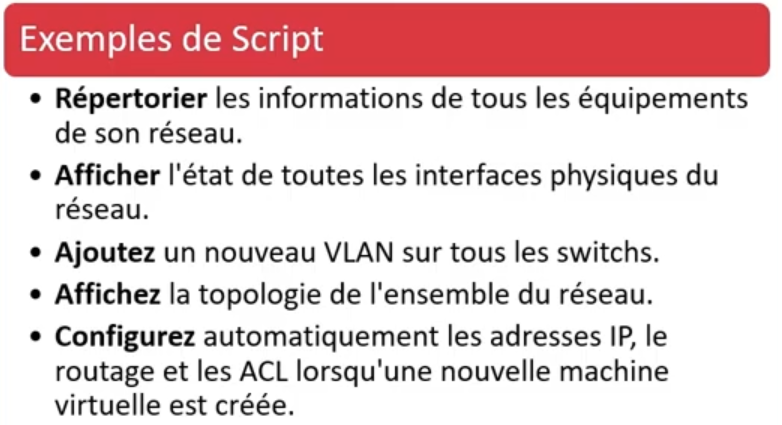 Exemples de Script
• Répertorier les informations de tous les équipements
de son réseau.
• Afficher l'état de toutes les interfaces physiques du
réseau.
• Ajoutez un nouveau VLAN sur tous les switchs.
• Affichez la topologie de l'ensemble du réseau.
• Configurez automatiquement les adresses IP, le
routage et les ACL lorsqu'une nouvelle machine
virtuelle est créée.